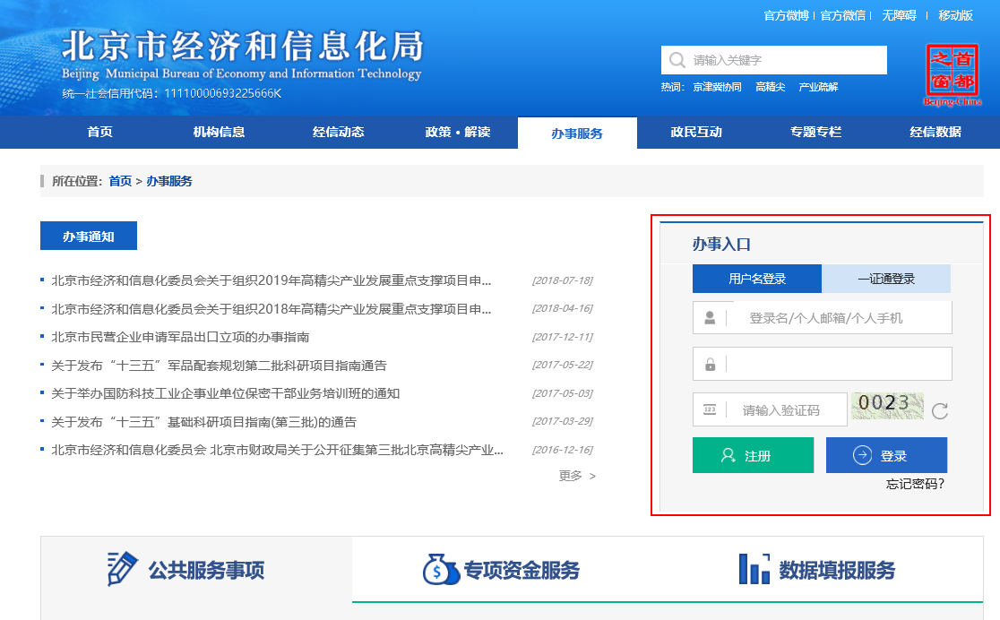 官方微博 | 官方微信 | 无障碍 | 移动版
北京市经济和信息化局
Beijing Municipal Bureau of Economy and Information Technology
统一社会信用代码：11110000693225666K
请输入关键字
热词： 京津冀协同 高精尖 产业疏解
首都之窗
Beijing-China
首页 机构信息 经信动态 政策·解读 办事服务 政民互动 专题专栏 经信数据
所在位置：首页 > 办事服务
办事通知
北京市经济和信息化委员会关于组织2019年高精尖产业发展重点支撑项目申... [2018-07-18]
北京市经济和信息化委员会关于组织2018年高精尖产业发展重点支撑项目申... [2018-04-16]
北京市民营企业申请军品出口立项的办事指南 [2017-12-11]
关于发布“十三五”军品配套规划第二批科研项目指南通告 [2017-05-22]
关于举办国防科技工业企事业单位保密干部业务培训班的通知 [2017-05-03]
关于发布“十三五”基础科研项目指南(第三批)的通告 [2017-03-29]
北京市经济和信息化委员会 北京市财政局关于公开征集第三批北京高精尖产业... [2016-12-16]
更多 >
办事入口
用户名登录 一证通登录
登录名/个人邮箱/个人手机
123 请输入验证码 0023
注册 登录
忘记密码?
公共服务事项 $ 专项资金服务 数据填报服务